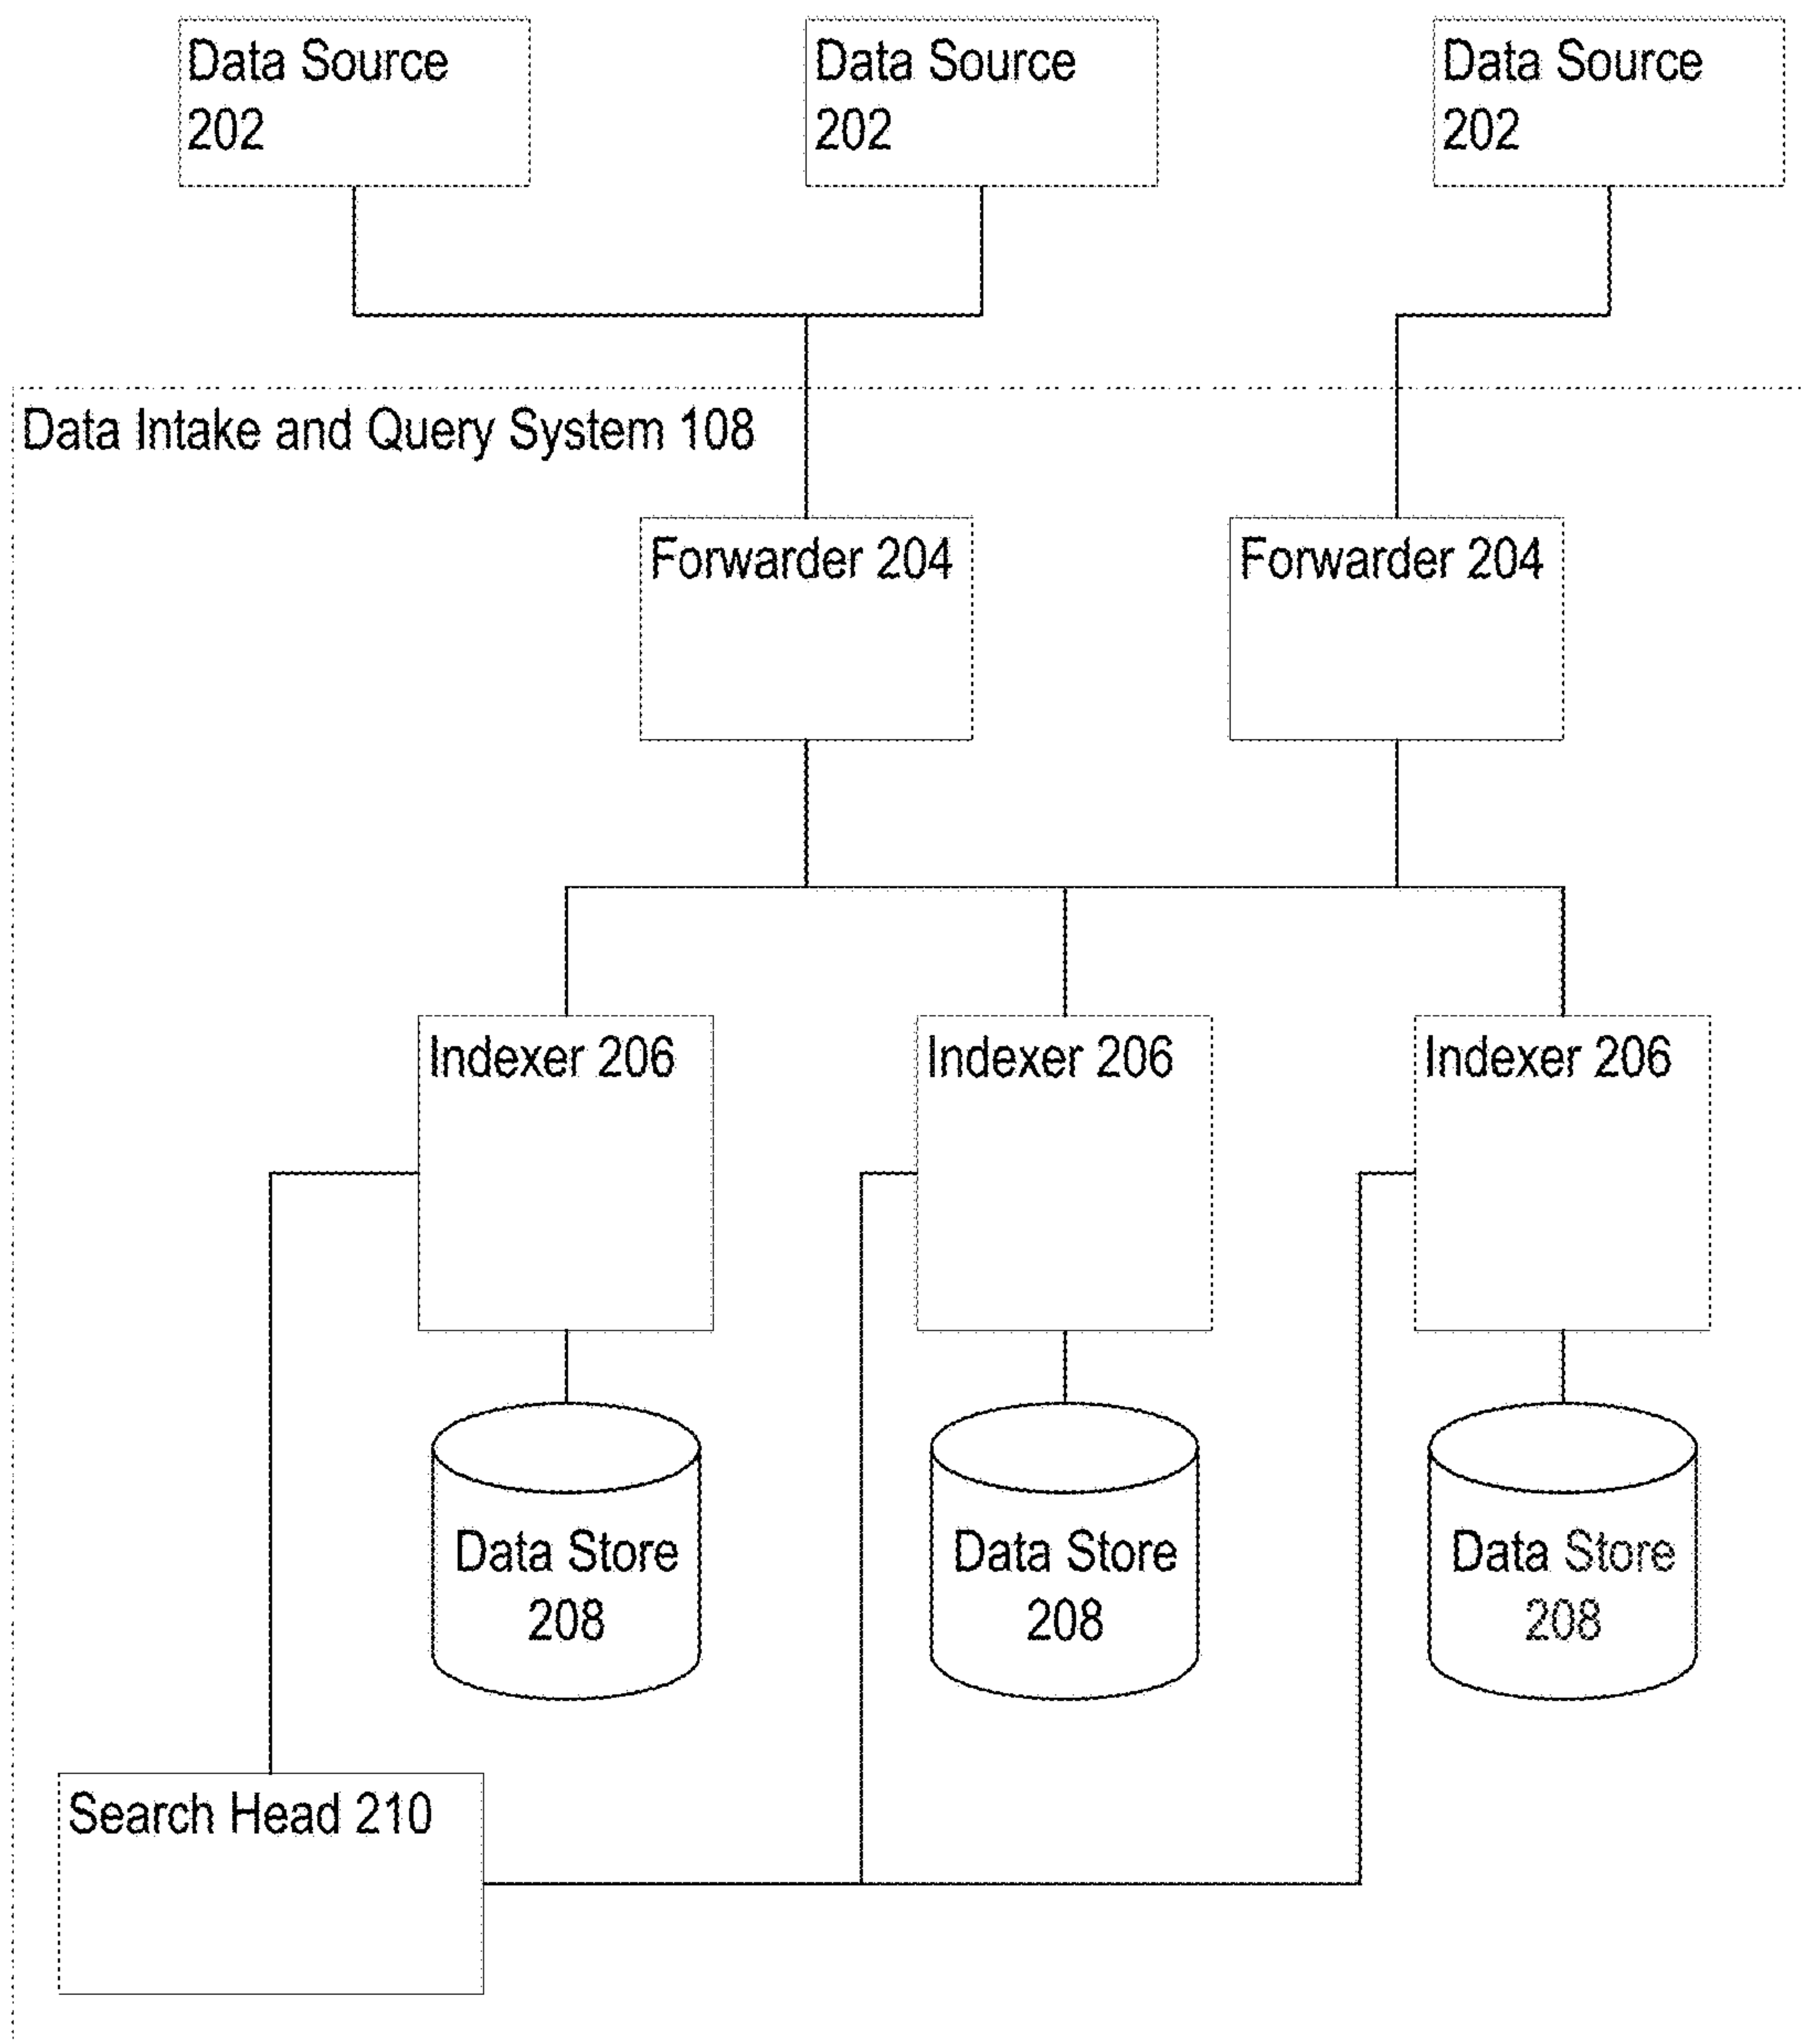 Data Source
202
Data Source
202
Data Source
202
Data Intake and Query System 108
Forwarder 204
Forwarder 204
Indexer 206
Indexer 206
Indexer 206
Data Store
208
Data Store
208
Data Store
208
Search Head 210